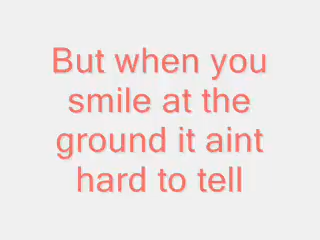 But when you
smile at the
ground it aint
hard to tell